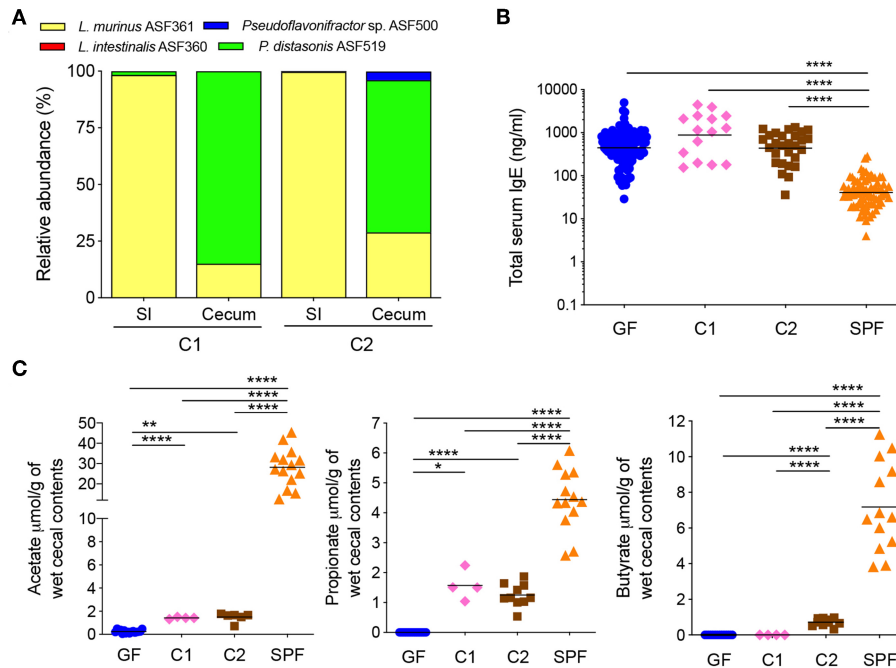 A
L. murinus ASF361
Pseudoflavonifractor sp. ASF500
L. intestinalis ASF360
P. distasonis ASF519
Relative abundance (%)
100
75
50
25
0
SI
Cecum
SI
Cecum
C1
C2
B
****
****
****
Total serum IgE (ng/ml)
10000
1000
100
10
1
0.1
GF
C1
C2
SPF
C
****
****
****
**
****
Acetate µmol/g of
wet cecal contents
50
40
30
20
10
10
8
6
4
2
0
GF
C1
C2
SPF
****
****
****
****
*
Propionate µmol/g of
wet cecal contents
7
6
5
4
3
2
1
0
GF
C1
C2
SPF
****
****
****
****
****
Butyrate µmol/g of
wet cecal contents
12
10
8
6
4
2
0
GF
C1
C2
SPF